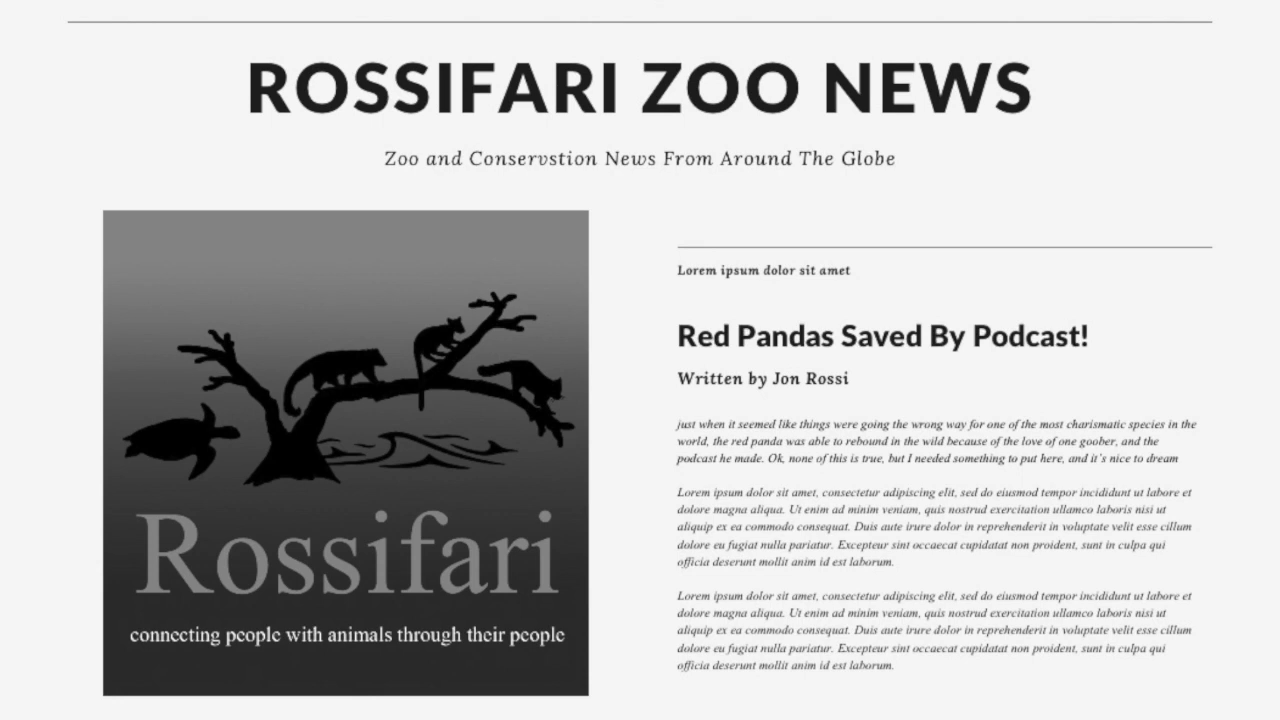 ROSSIFARI ZOO NEWS
Zoo and Conservstion News From Around The Globe
Rossifari
connecting people with animals through their people
Lorem ipsum dolor sit amet
Red Pandas Saved By Podcast!
Written by Jon Rossi
just when it seemed like things were going the wrong way for one of the most charismatic species in the
world, the red panda was able to rebound in the wild because of the love of one goober, and the
podcast he made. Ok, none of this is true, but I needed something to put here, and it's nice to dream
Lorem ipsum dolor sit amet, consectetur adipiscing elit, sed do eiusmod tempor incididunt ut labore et
dolore magna aliqua. Ut enim ad minim veniam, quis nostrud exercitation ullamco laboris nisi ut
aliquip ex ea commodo consequat. Duis aute irure dolor in reprehenderit in voluptate velit esse cillum
dolore eu fugiat nulla pariatur. Excepteur sint occaecat cupidatat non proident, sunt in culpa qui
officia deserunt mollit anim id est laborum.
Lorem ipsum dolor sit amet, consectetur adipiscing elit, sed do eiusmod tempor incididunt ut labore et
dolore magna aliqua. Ut enim ad minim veniam, quis nostrud exercitation ullamco laboris nisi ut
aliquip ex ea commodo consequat. Duis aute irure dolor in reprehenderit in voluptate velit esse cillum
dolore eu fugiat nulla pariatur. Excepteur sint occaecat cupidatat non proident, sunt in culpa qui
officia deserunt mollit anim id est laborum.